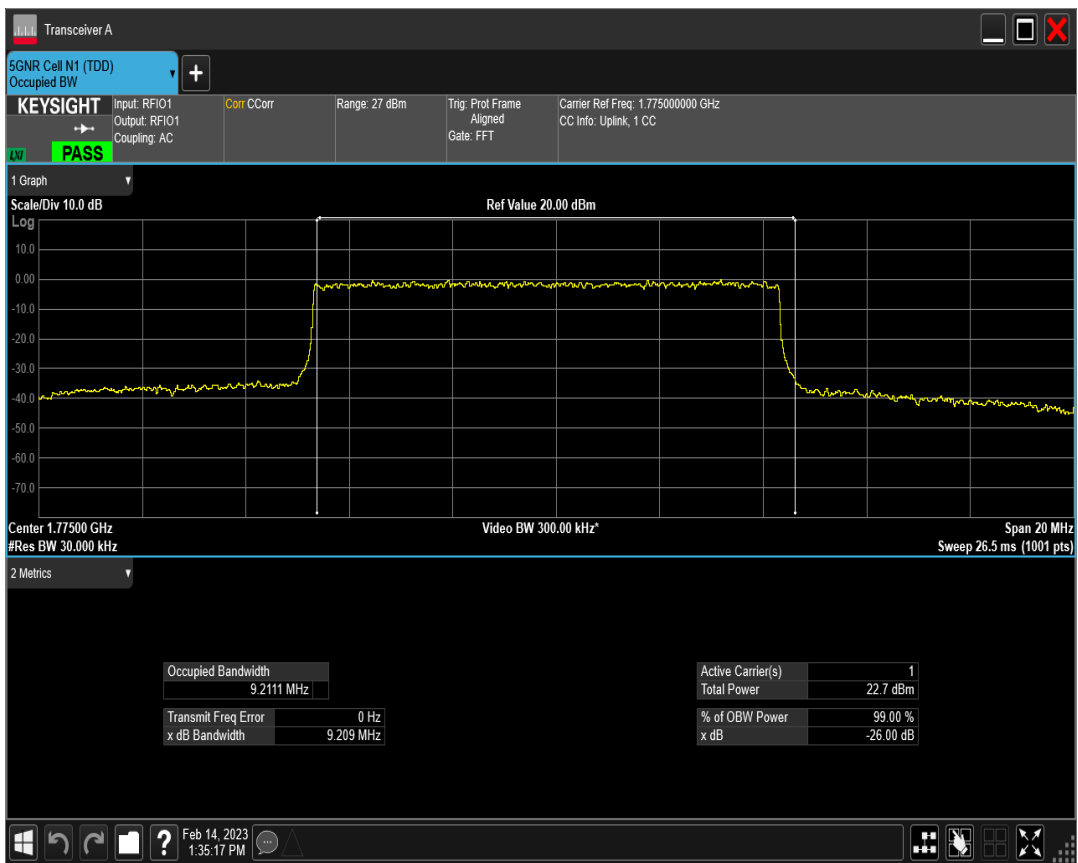 Transceiver A
5GNR Cell N1 (TDD)
Occupied BW
+
KEYSIGHT
LXI
PASS
Input: RFIO1
Output: RFIO1
Coupling: AC
Corr CCorr
Range: 27 dBm
Trig: Prot Frame
Aligned
Gate: FFT
Carrier Ref Freq: 1.775000000 GHz
CC Info: Uplink, 1 CC
1 Graph
Scale/Div 10.0 dB
Ref Value 20.00 dBm
Log
10.0
0.00
-10.0
-20.0
-30.0
-40.0
-50.0
-60.0
-70.0
Center 1.77500 GHz
Video BW 300.00 kHz*
Span 20 MHz
#Res BW 30.000 kHz
Sweep 26.5 ms (1001 pts)
2 Metrics
Occupied Bandwidth
9.2111 MHz
Transmit Freq Error 0 Hz
x dB Bandwidth 9.209 MHz
Active Carrier(s) 1
Total Power 22.7 dBm
% of OBW Power 99.00 %
x dB -26.00 dB
?
Feb 14, 2023
1:35:17 PM